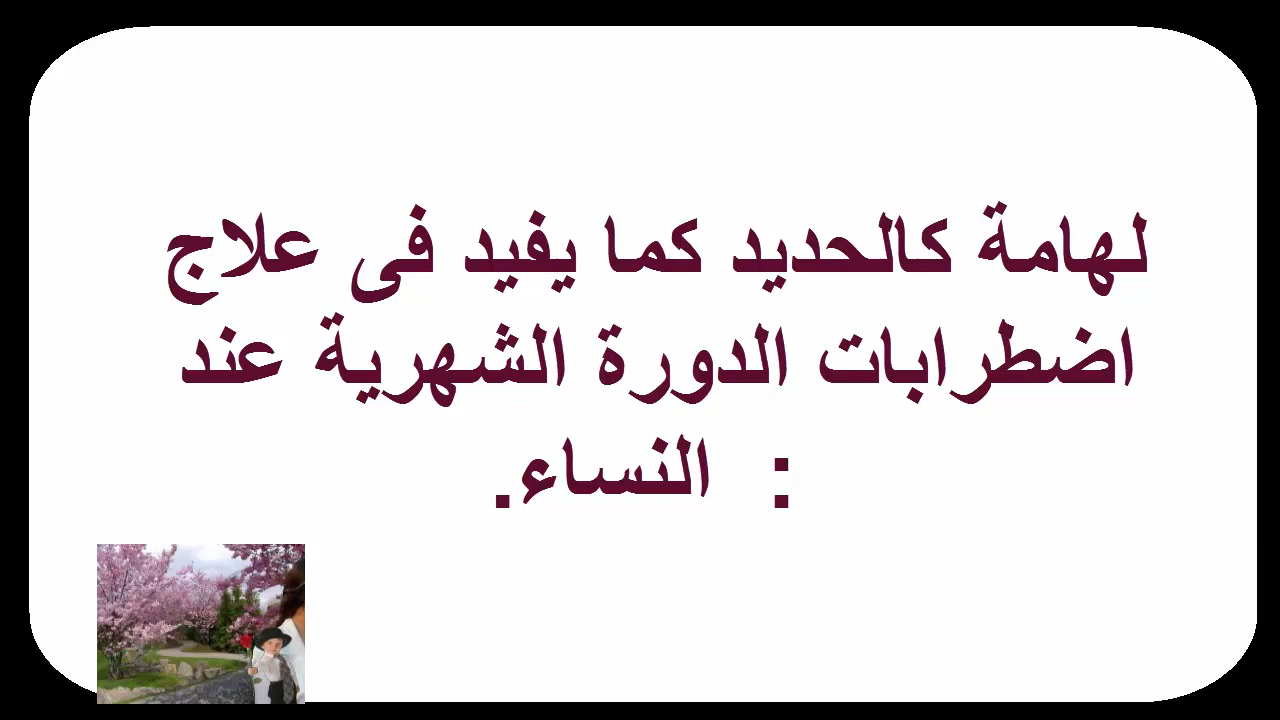 لهامة كالحديد كما يفيد فى علاج
اضطرابات الدورة الشهرية عند
: النساء.